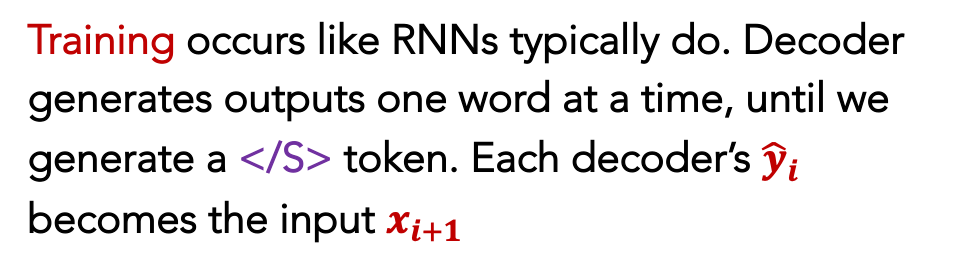 Training occurs like RNNs typically do. Decoder
generates outputs one word at a time, until we
generate a </S> token. Each decoder’s ŷᵢ
becomes the input xᵢ₊₁